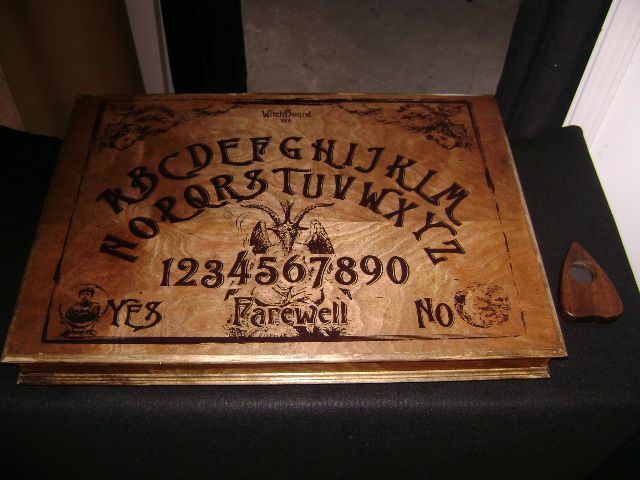 WitchBoard
ABCDEFGHIJKLM
NOPQRSTUVWXYZ
1234567890
YES Farewell NO